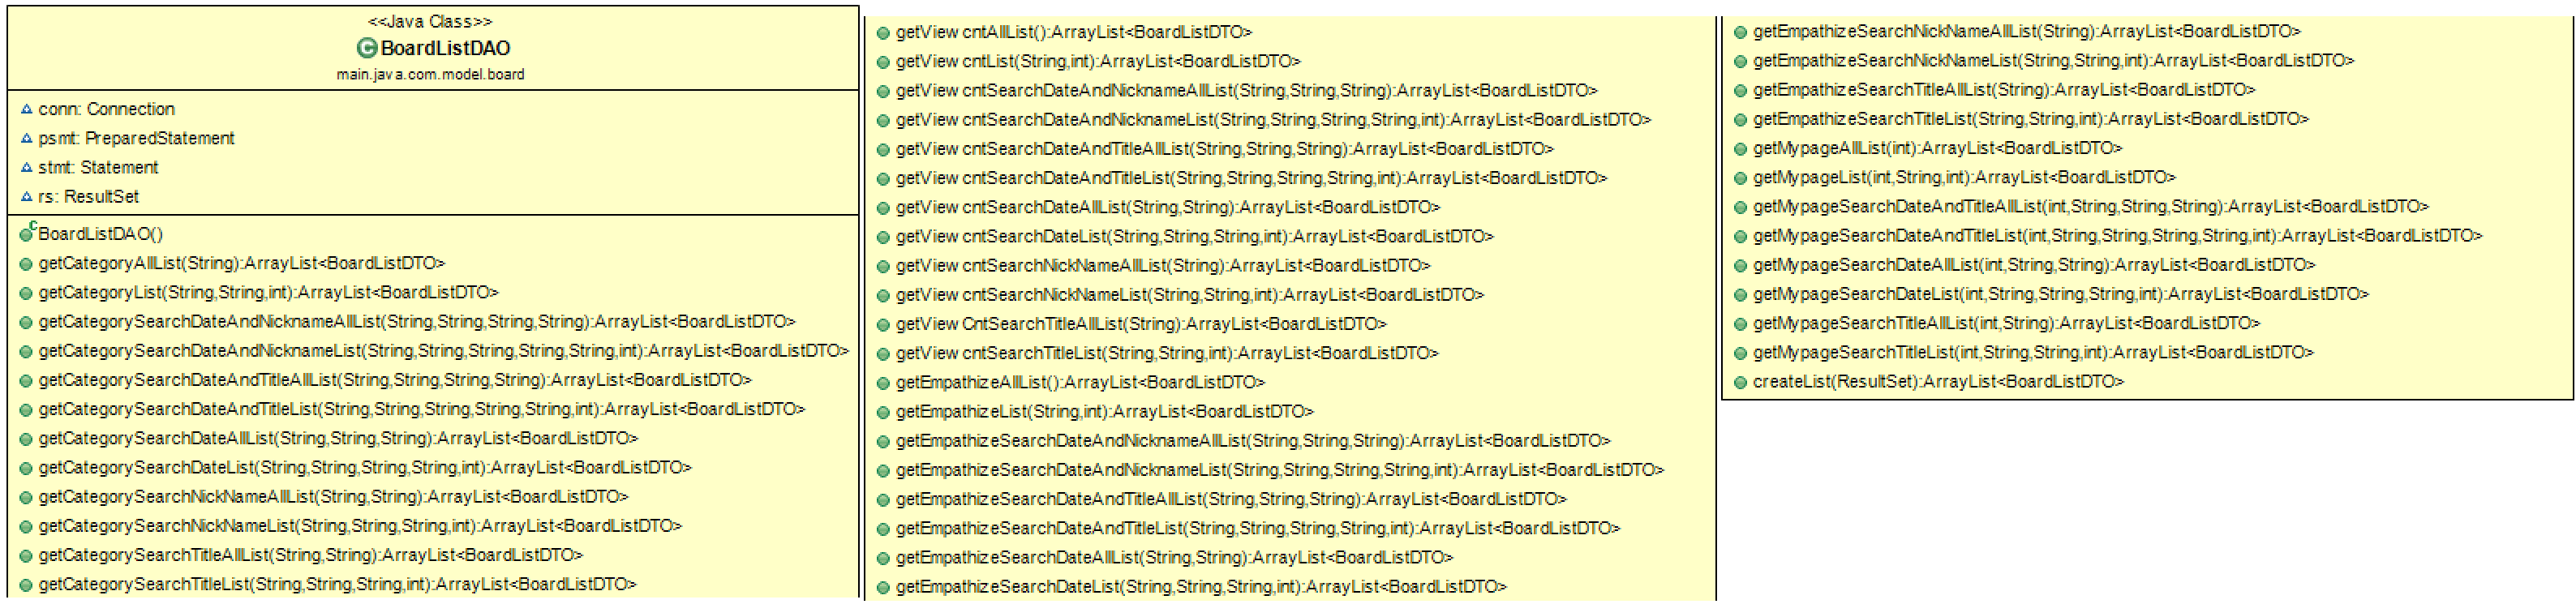 <<Java Class>>
BoardListDAO
main.java.com.model.board
conn: Connection
psmt: PreparedStatement
stmt: Statement
rs: ResultSet
BoardListDAO()
getCategoryAllList(String):ArrayList<BoardListDTO>
getCategoryList(String,String,int):ArrayList<BoardListDTO>
getCategorySearchDateAndNicknameAllList(String,String,String,String):ArrayList<BoardListDTO>
getCategorySearchDateAndNicknameList(String,String,String,String,String,int):ArrayList<BoardListDTO>
getCategorySearchDateAndTitleAllList(String,String,String,String):ArrayList<BoardListDTO>
getCategorySearchDateAndTitleList(String,String,String,String,String,int):ArrayList<BoardListDTO>
getCategorySearchDateAllList(String,String,String):ArrayList<BoardListDTO>
getCategorySearchDateList(String,String,String,String,int):ArrayList<BoardListDTO>
getCategorySearchNickNameAllList(String,String):ArrayList<BoardListDTO>
getCategorySearchNickNameList(String,String,String,int):ArrayList<BoardListDTO>
getCategorySearchTitleAllList(String,String):ArrayList<BoardListDTO>
getCategorySearchTitleList(String,String,String,int):ArrayList<BoardListDTO>
getView cntAllList():ArrayList<BoardListDTO>
getView cntList(String,int):ArrayList<BoardListDTO>
getView cntSearchDateAndNicknameAllList(String,String,String):ArrayList<BoardListDTO>
getView cntSearchDateAndNicknameList(String,String,String,String,int):ArrayList<BoardListDTO>
getView cntSearchDateAndTitleAllList(String,String,String):ArrayList<BoardListDTO>
getView cntSearchDateAndTitleList(String,String,String,String,int):ArrayList<BoardListDTO>
getView cntSearchDateAllList(String,String):ArrayList<BoardListDTO>
getView cntSearchDateList(String,String,String,int):ArrayList<BoardListDTO>
getView cntSearchNickNameAllList(String):ArrayList<BoardListDTO>
getView cntSearchNickNameList(String,String,int):ArrayList<BoardListDTO>
getView CntSearchTitleAllList(String):ArrayList<BoardListDTO>
getView cntSearchTitleList(String,String,int):ArrayList<BoardListDTO>
getEmpathizeAllList():ArrayList<BoardListDTO>
getEmpathizeList(String,int):ArrayList<BoardListDTO>
getEmpathizeSearchDateAndNicknameAllList(String,String,String):ArrayList<BoardListDTO>
getEmpathizeSearchDateAndNicknameList(String,String,String,String,int):ArrayList<BoardListDTO>
getEmpathizeSearchDateAndTitleAllList(String,String,String):ArrayList<BoardListDTO>
getEmpathizeSearchDateAndTitleList(String,String,String,String,int):ArrayList<BoardListDTO>
getEmpathizeSearchDateAllList(String,String):ArrayList<BoardListDTO>
getEmpathizeSearchDateList(String,String,String,int):ArrayList<BoardListDTO>
getEmpathizeSearchNickNameAllList(String):ArrayList<BoardListDTO>
getEmpathizeSearchNickNameList(String,String,int):ArrayList<BoardListDTO>
getEmpathizeSearchTitleAllList(String):ArrayList<BoardListDTO>
getEmpathizeSearchTitleList(String,String,int):ArrayList<BoardListDTO>
getMypageAllList(int):ArrayList<BoardListDTO>
getMypageList(int,String,int):ArrayList<BoardListDTO>
getMypageSearchDateAndTitleAllList(int,String,String,String):ArrayList<BoardListDTO>
getMypageSearchDateAndTitleList(int,String,String,String,String,int):ArrayList<BoardListDTO>
getMypageSearchDateAllList(int,String,String):ArrayList<BoardListDTO>
getMypageSearchDateList(int,String,String,String,int):ArrayList<BoardListDTO>
getMypageSearchTitleAllList(int,String):ArrayList<BoardListDTO>
getMypageSearchTitleList(int,String,String,int):ArrayList<BoardListDTO>
createList(ResultSet):ArrayList<BoardListDTO>